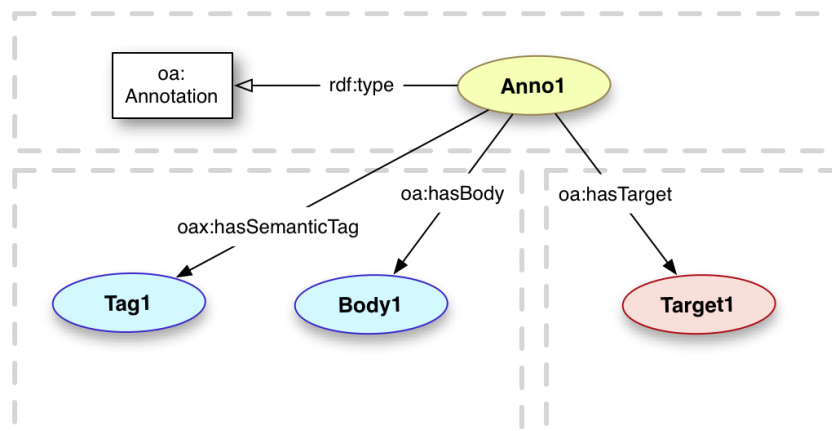 oa:
Annotation
rdf:type
Anno1
oa:hasBody
oa:hasTarget
oax:hasSemanticTag
Tag1
Body1
Target1